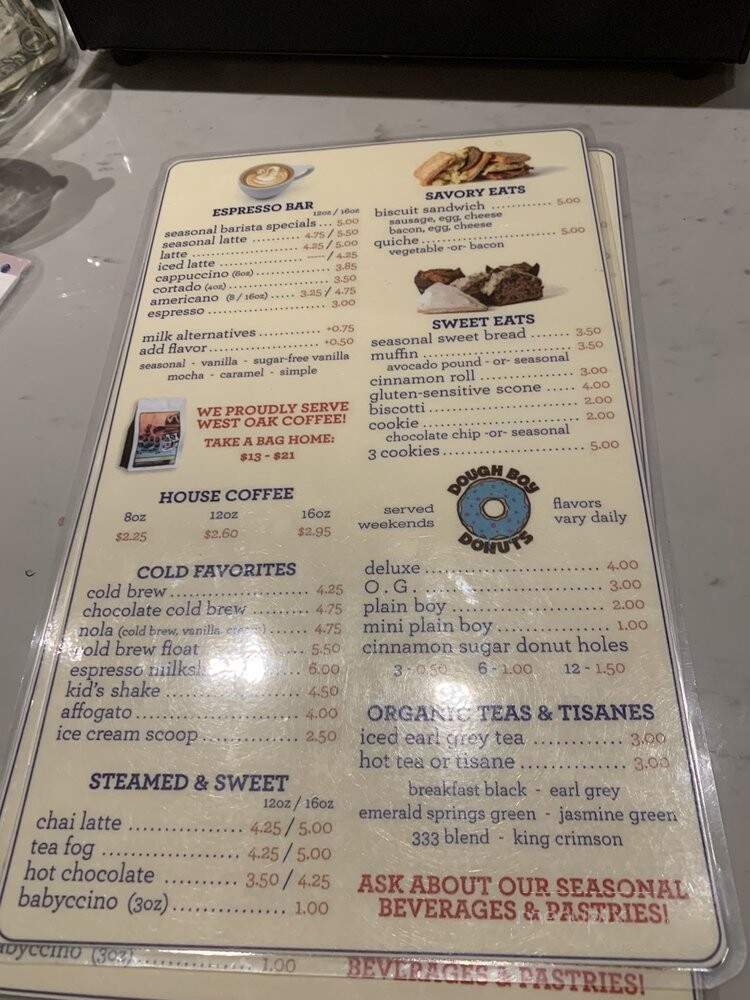 ESPRESSO BAR
12oz / 16oz
seasonal barista specials ... 5.00
seasonal latte .......... 4.75 / 5.50
latte .................... 4.25 / 5.00
iced latte ................ ---- / 4.25
cappuccino (6oz) ................ 3.85
cortado (4oz) .................... 3.50
americano (8 / 16oz) ..... 3.25 / 4.75
espresso ......................... 3.00
milk alternatives ............. +0.75
add flavor ...................... +0.50
seasonal - vanilla - sugar-free vanilla
mocha - caramel - simple
WE PROUDLY SERVE
WEST OAK COFFEE!
TAKE A BAG HOME:
$13 - $21
HOUSE COFFEE
8oz 12oz 16oz
$2.25 $2.60 $2.95
COLD FAVORITES
cold brew ......................... 4.25
chocolate cold brew .......... 4.75
nola (cold brew, vanilla, cream) ....... 4.75
cold brew float 5.50
espresso ... 6.00
kid's shake ...................... 4.50
affogato ........................... 4.00
ice cream scoop ............... 2.50
STEAMED & SWEET
12oz / 16oz
chai latte ................. 4.25 / 5.00
tea fog ..................... 4.25 / 5.00
hot chocolate .......... 3.50 / 4.25
babyccino (3oz) ................ 1.00
SAVORY EATS
biscuit sandwich ............ 5.00
sausage, egg, cheese
bacon, egg, cheese
quiche ........................... 5.00
vegetable -or- bacon
SWEET EATS
seasonal sweet bread ....... 3.50
muffin ............................. 3.50
avocado pound - or- seasonal
cinnamon roll ................... 3.00
gluten-sensitive scone ..... 4.00
biscotti ............................ 2.00
cookie .............................. 2.00
chocolate chip -or- seasonal
3 cookies .......................... 5.00
served
weekends
DOUGH BOY
DONUTS
flavors
vary daily
deluxe ............................. 4.00
O.G. ................................ 3.00
plain boy ......................... 2.00
mini plain boy ................. 1.00
cinnamon sugar donut holes
3 - 0.50 6 - 1.00 12 - 1.50
ORGANIC TEAS & TISANES
iced earl grey tea ............ 3.00
hot tea or tisane .............. 3.00
breakfast black - earl grey
emerald springs green - jasmine green
333 blend - king crimson
ASK ABOUT OUR SEASONAL
BEVERAGES & PASTRIES!
(3oz) ................ 1.00
BEVERAGES & PASTRIES!